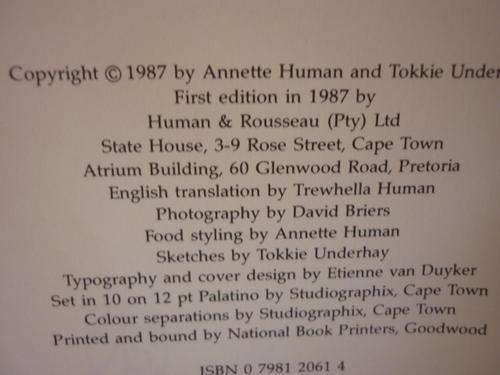 Copyright © 1987 by Annette Human and Tokkie Under
First edition in 1987 by
Human & Rousseau (Pty) Ltd
State House, 3-9 Rose Street, Cape Town
Atrium Building, 60 Glenwood Road, Pretoria
English translation by Trewhella Human
Photography by David Briers
Food styling by Annette Human
Sketches by Tokkie Underhay
Typography and cover design by Etienne van Duyker
Set in 10 on 12 pt Palatino by Studiographix, Cape Town
Colour separations by Studiographix, Cape Town
Printed and bound by National Book Printers, Goodwood
ISBN 0 7981 2061 4